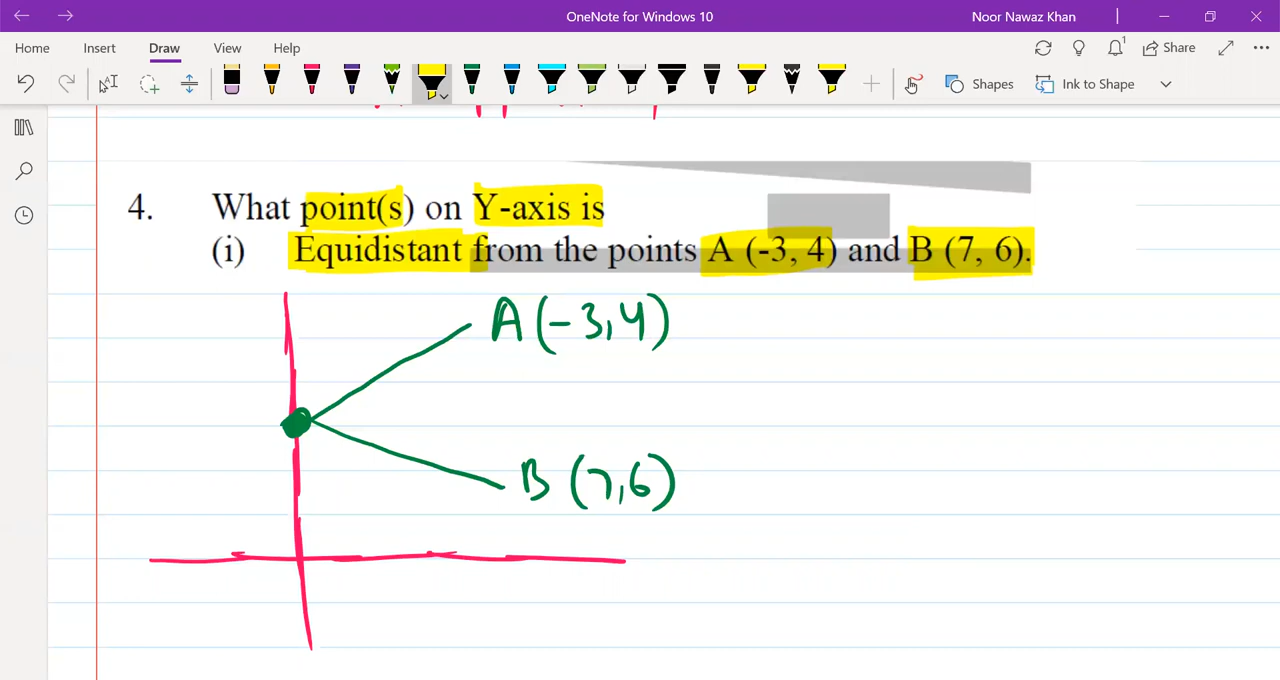 OneNote for Windows 10
Noor Nawaz Khan
Home Insert Draw View Help
1
Share
Shapes
Ink to Shape
4. What point(s) on Y-axis is
(i) Equidistant from the points A (-3, 4) and B (7, 6).
A (-3,4)
B (7,6)